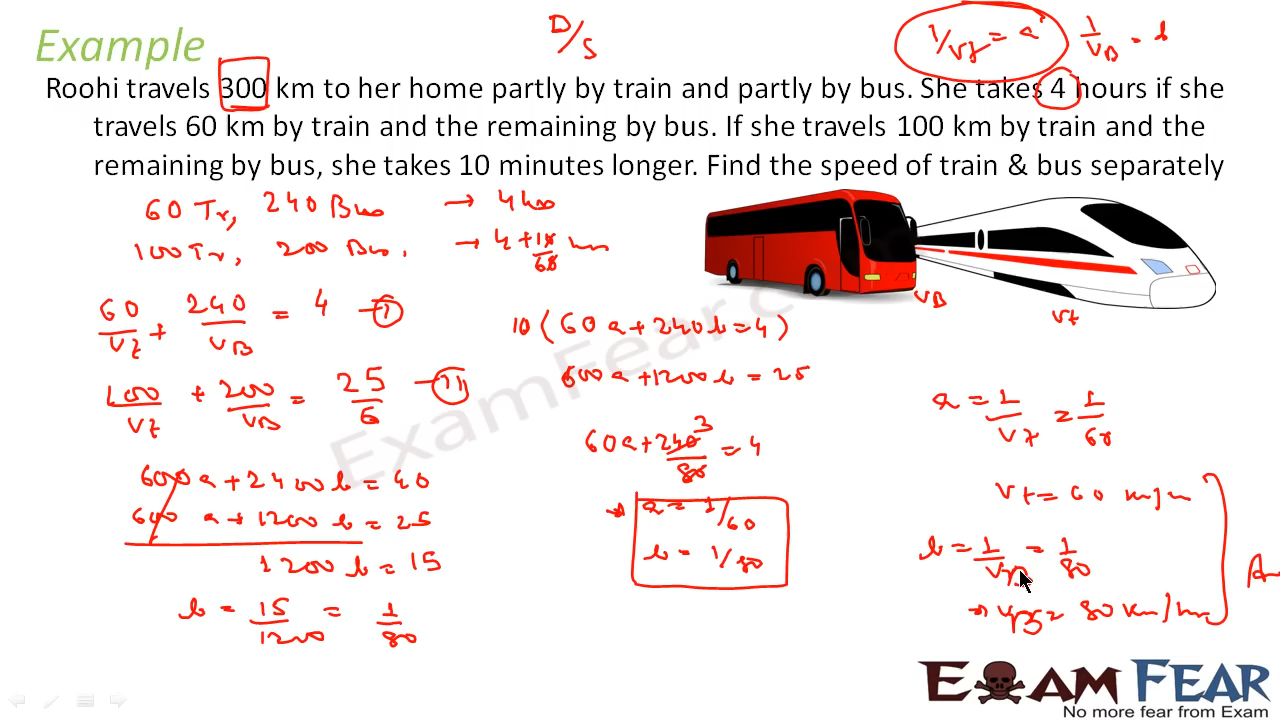 Example
D/S
1/Vt = a
1/VB = b
Roohi travels 300 km to her home partly by train and partly by bus. She takes 4 hours if she
travels 60 km by train and the remaining by bus. If she travels 100 km by train and the
remaining by bus, she takes 10 minutes longer. Find the speed of train & bus separately
60 Tr, 240 Bus → 4 hrs
100 Tr, 200 Bus. → 4 + 10/60 hrs
VB
Vt
60/Vt + 240/VB = 4 - I
100/Vt + 200/VB = 25/6 - II
600 a + 2400 b = 40
600 a + 1200 b = 25
1200 b = 15
b = 15/1200 = 1/80
10 ( 60 a + 240 b = 4 )
600 a + 1200 b = 25
60 a + 240/80 3 = 4
→ a = 1/60
b = 1/80
a = 1/Vt = 1/60
Vt = 60 km/hr
b = 1/VB = 1/80
→ VB = 80 km/hr
ExamFear.c
EXAM FEAR
No more fear from Exam